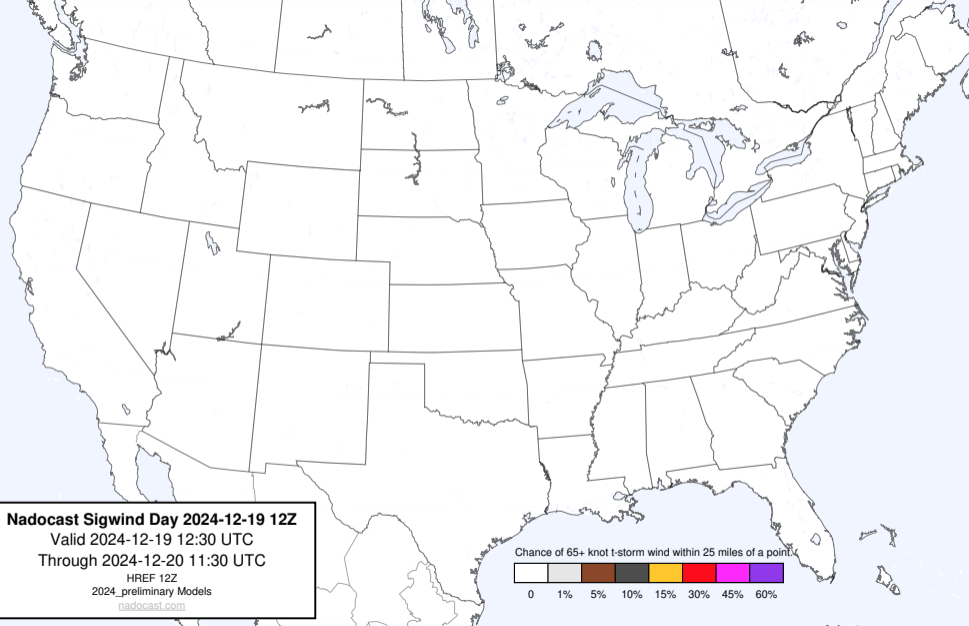 Nadocast Sigwind Day 2024-12-19 12Z
Valid 2024-12-19 12:30 UTC
Through 2024-12-20 11:30 UTC
HREF 12Z
2024_preliminary Models
nadocast.com
Chance of 65+ knot t-storm wind within 25 miles of a point.
0 1% 5% 10% 15% 30% 45% 60%